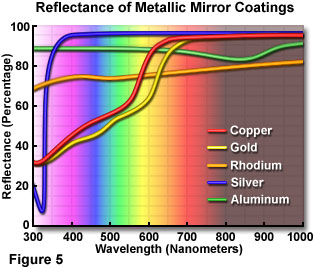 Reflectance of Metallic Mirror Coatings
Reflectance (Percentage)
100
80
60
40
20
0
Copper
Gold
Rhodium
Silver
Aluminum
300 400 500 600 700 800 900 1000
Wavelength (Nanometers)
Figure 5